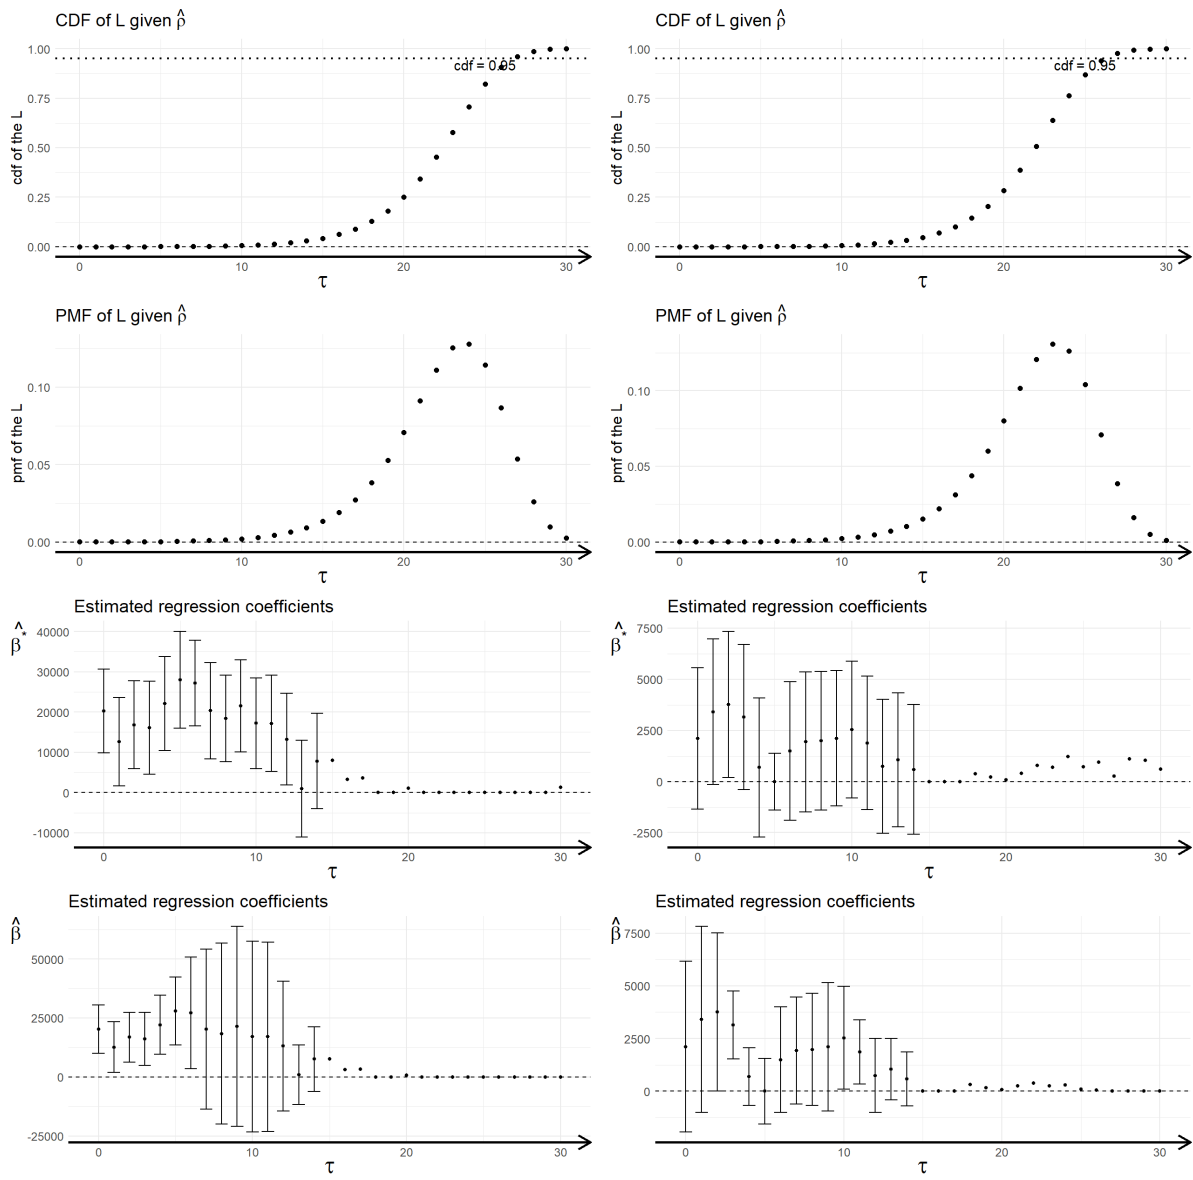 CDF of L given ρ̂
CDF of L given ρ̂
cdf of the L
1.00
0.75
0.50
0.25
0.00
cdf = 0.95
0 10 20 30
τ
cdf of the L
1.00
0.75
0.50
0.25
0.00
cdf = 0.95
0 10 20 30
τ
PMF of L given ρ̂
PMF of L given ρ̂
pmf of the L
0.10
0.05
0.00
0 10 20 30
τ
pmf of the L
0.10
0.05
0.00
0 10 20 30
τ
Estimated regression coefficients
Estimated regression coefficients
β̂*
40000
30000
20000
10000
0
-10000
0 10 20 30
τ
β̂*
7500
5000
2500
0
-2500
0 10 20 30
τ
Estimated regression coefficients
Estimated regression coefficients
β̂
50000
25000
0
-25000
0 10 20 30
τ
β̂
7500
5000
2500
0
0 10 20 30
τ